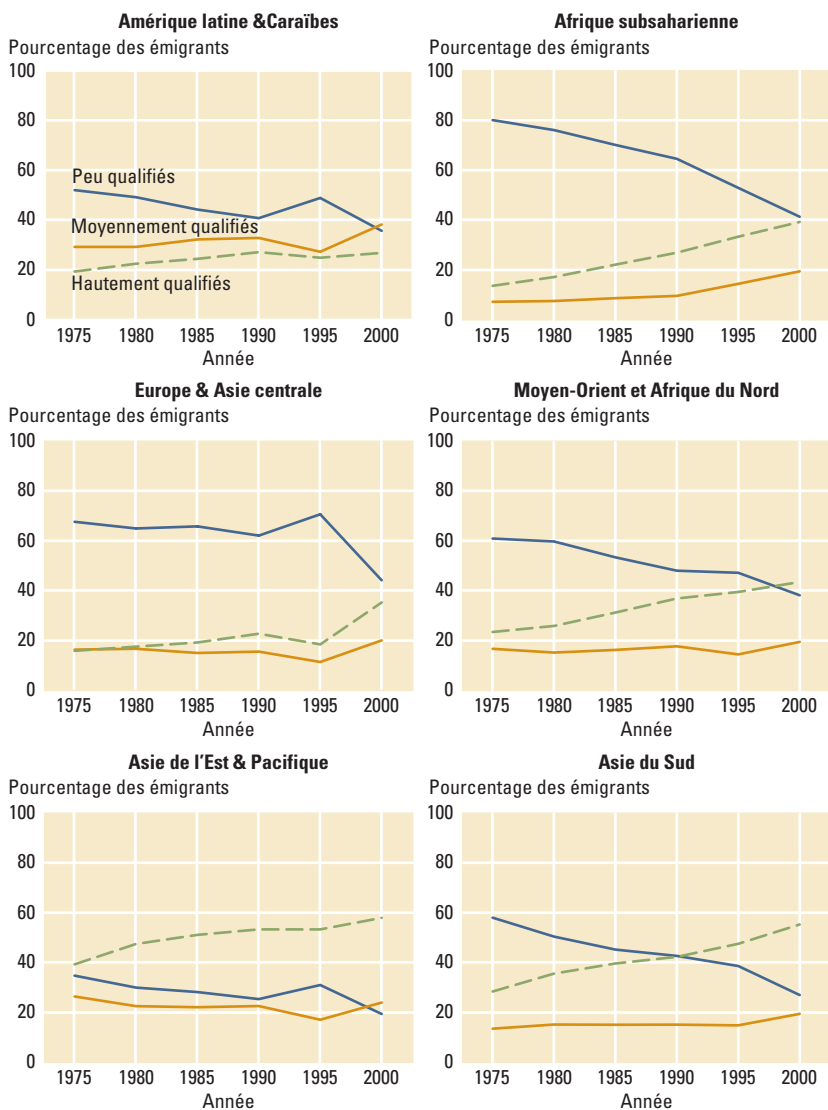 Amérique latine &Caraïbes
Pourcentage des émigrants
100
80
60
40
20
0
Peu qualifiés
Moyennement qualifiés
Hautement qualifiés
1975 1980 1985 1990 1995 2000
Année
Afrique subsaharienne
Pourcentage des émigrants
100
80
60
40
20
0
1975 1980 1985 1990 1995 2000
Année
Europe & Asie centrale
Pourcentage des émigrants
100
80
60
40
20
0
1975 1980 1985 1990 1995 2000
Année
Moyen-Orient et Afrique du Nord
Pourcentage des émigrants
100
80
60
40
20
0
1975 1980 1985 1990 1995 2000
Année
Asie de l'Est & Pacifique
Pourcentage des émigrants
100
80
60
40
20
0
1975 1980 1985 1990 1995 2000
Année
Asie du Sud
Pourcentage des émigrants
100
80
60
40
20
0
1975 1980 1985 1990 1995 2000
Année